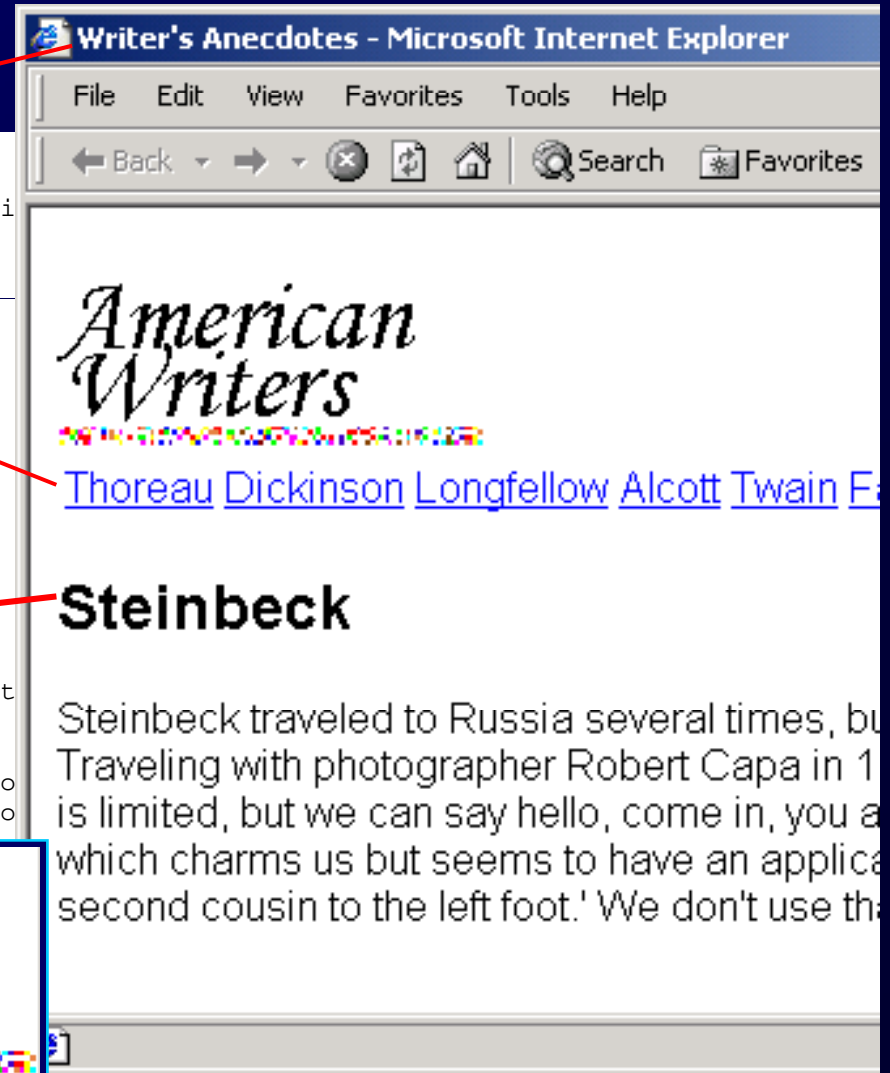 Writer's Anecdotes - Microsoft Internet Explorer
File Edit View Favorites Tools Help
Back Search Favorites
i
American
Writers
Thoreau Dickinson Longfellow Alcott Twain
Steinbeck
t
Steinbeck traveled to Russia several times, bu
Traveling with photographer Robert Capa in 1
o
is limited, but we can say hello, come in, you a
o
which charms us but seems to have an applica
second cousin to the left foot.' We don't use tha